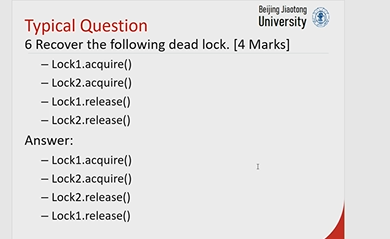 Beijing Jiaotong
University
Typical Question
6 Recover the following dead lock. [4 Marks]
– Lock1.acquire()
– Lock2.acquire()
– Lock1.release()
– Lock2.release()
Answer:
– Lock1.acquire()
– Lock2.acquire()
– Lock2.release()
– Lock1.release()